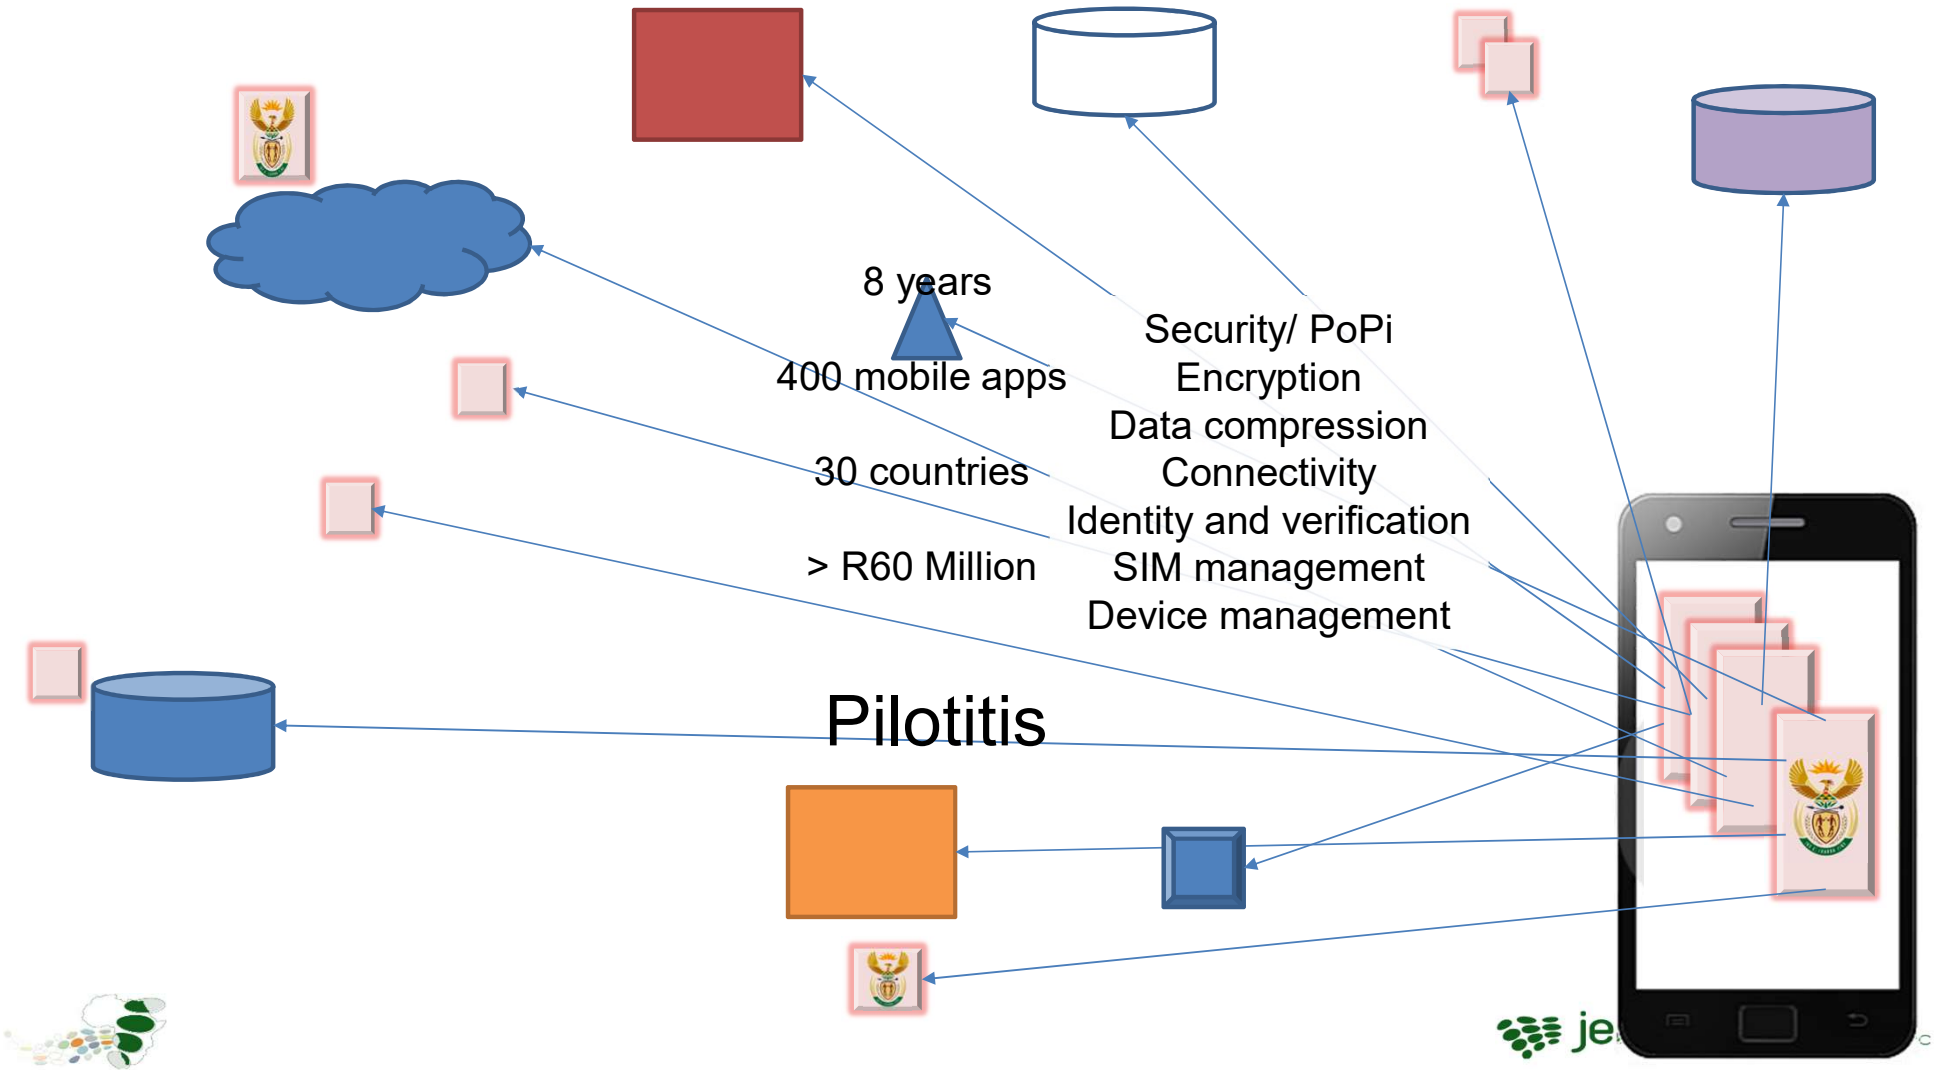 8 years
400 mobile apps
30 countries
> R60 Million
Security/ PoPi
Encryption
Data compression
Connectivity
Identity and verification
SIM management
Device management
Pilotitis
je